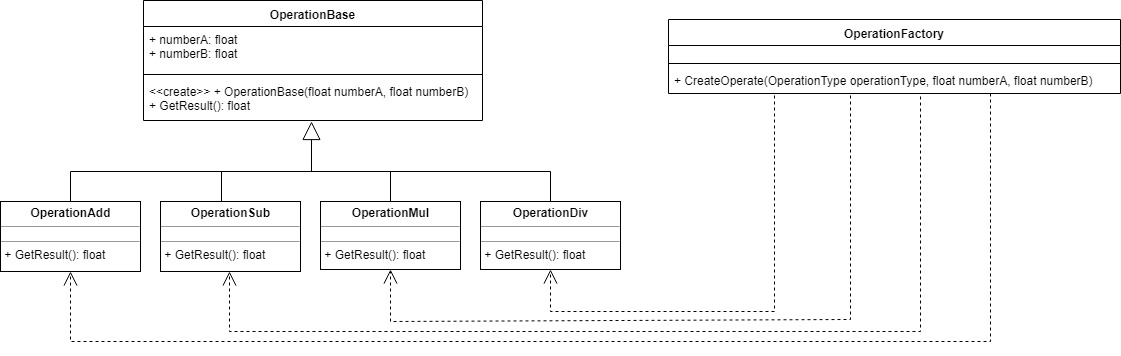 OperationBase
+ numberA: float
+ numberB: float
<<create>> + OperationBase(float numberA, float numberB)
+ GetResult(): float
OperationFactory
+ CreateOperate(OperationType operationType, float numberA, float numberB)
OperationAdd
+ GetResult(): float
OperationSub
+ GetResult(): float
OperationMul
+ GetResult(): float
OperationDiv
+ GetResult(): float